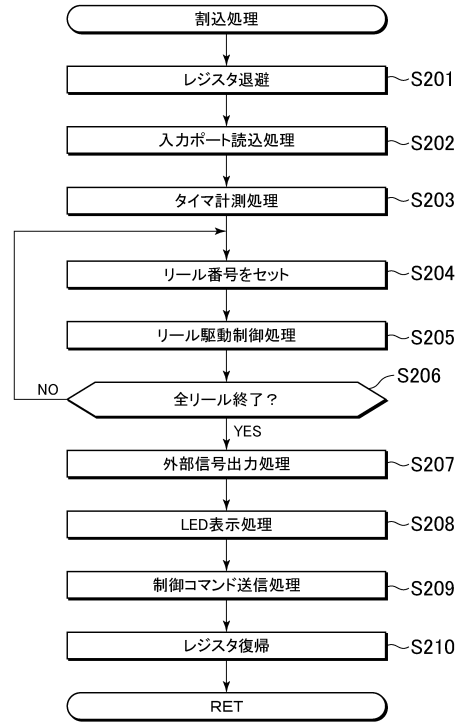 割込処理
レジスタ退避
S201
入力ポート読込処理
S202
タイマ計測処理
S203
リール番号をセット
S204
リール駆動制御処理
S205
S206
NO
全リール終了?
YES
外部信号出力処理
S207
LED表示処理
S208
制御コマンド送信処理
S209
レジスタ復帰
S210
RET